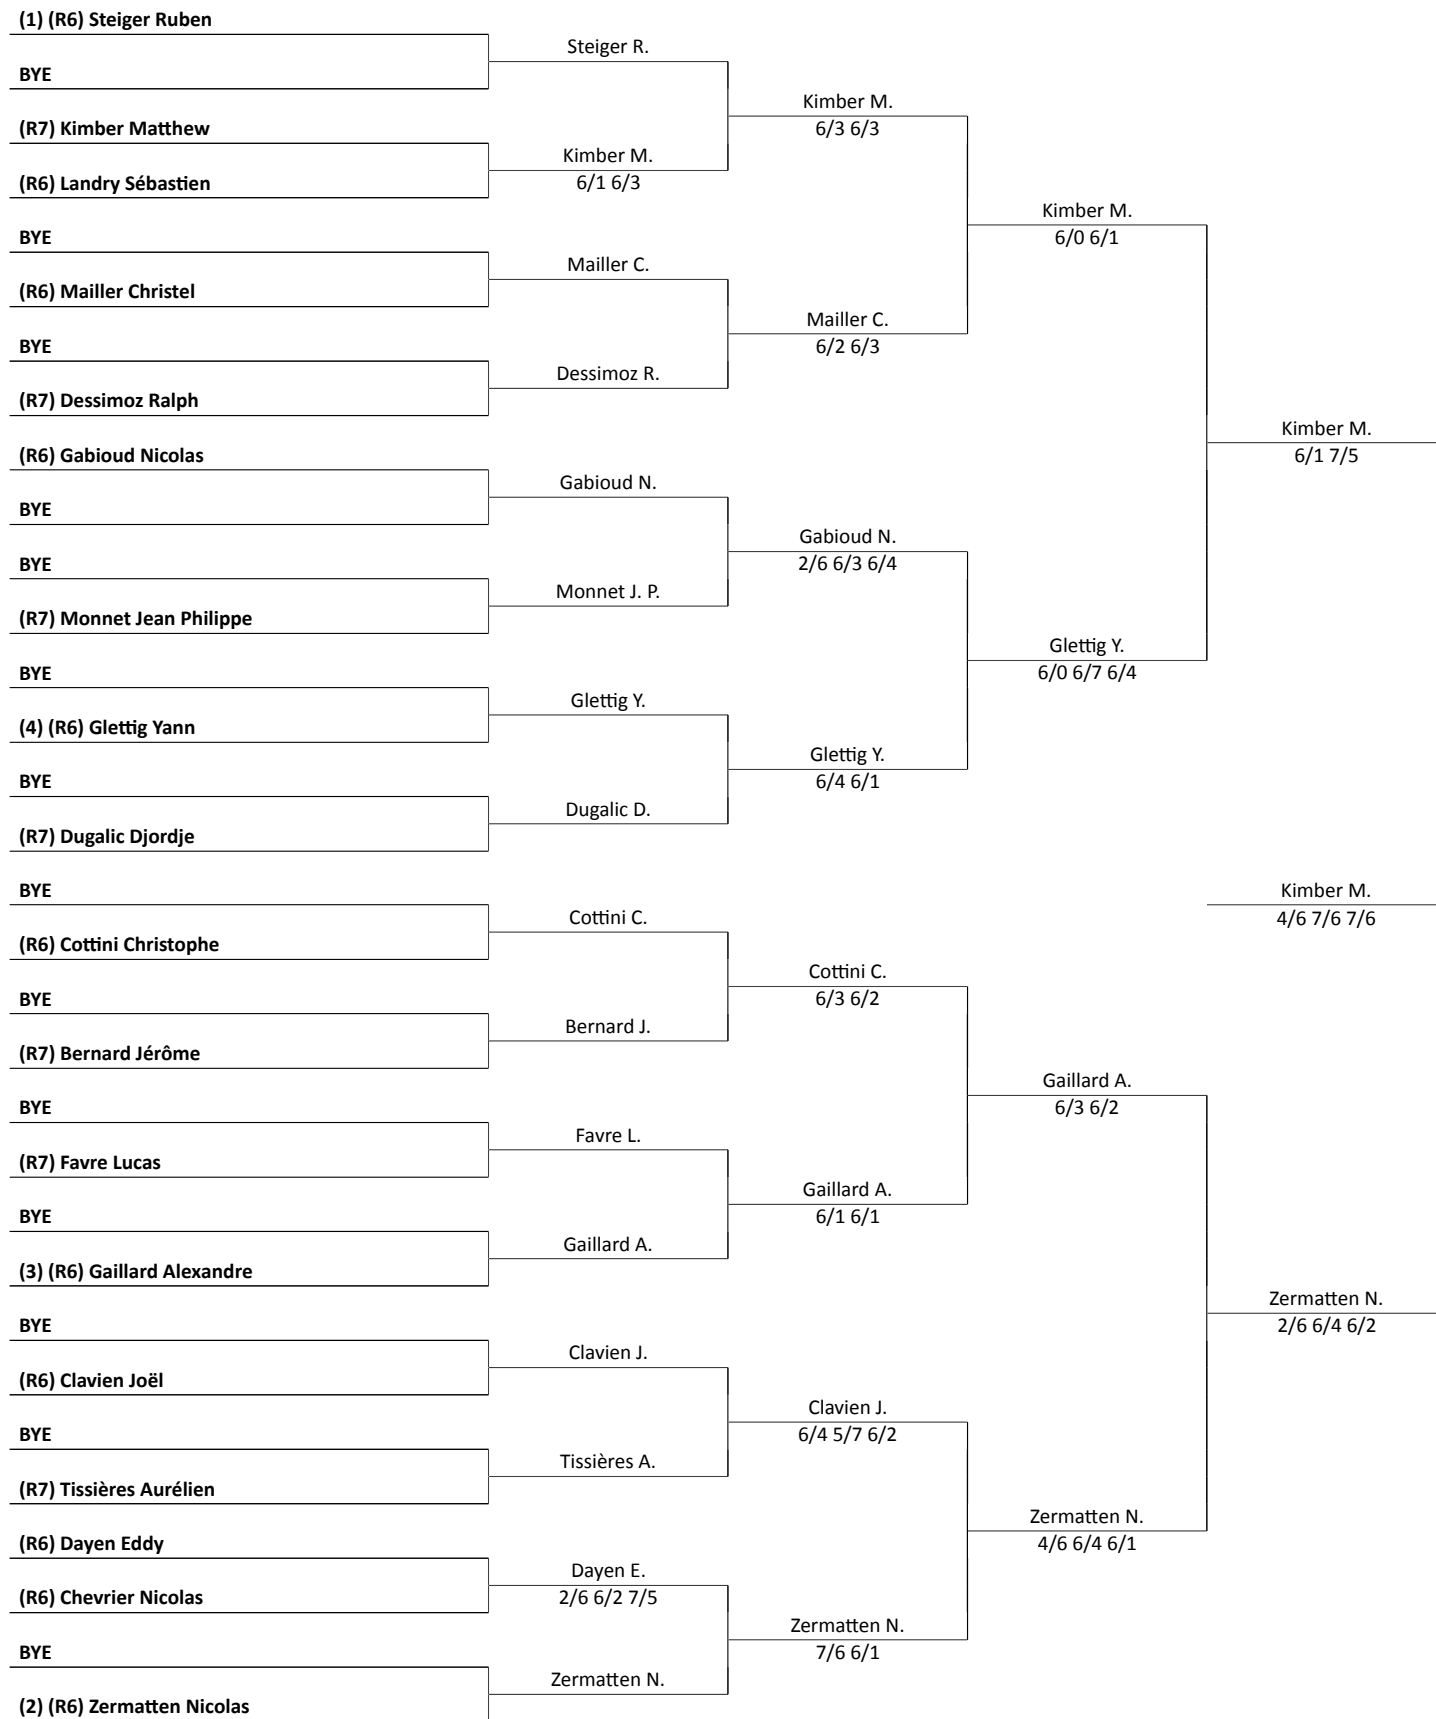 (1) (R6) Steiger Ruben
BYE
(R7) Kimber Matthew
(R6) Landry Sébastien
BYE
(R6) Mailler Christel
BYE
(R7) Dessimoz Ralph
(R6) Gabioud Nicolas
BYE
BYE
(R7) Monnet Jean Philippe
BYE
(4) (R6) Glettig Yann
BYE
(R7) Dugalic Djordje
BYE
(R6) Cottini Christophe
BYE
(R7) Bernard Jérôme
BYE
(R7) Favre Lucas
BYE
(3) (R6) Gaillard Alexandre
BYE
(R6) Clavien Joël
BYE
(R7) Tissières Aurélien
(R6) Dayen Eddy
(R6) Chevrier Nicolas
BYE
(2) (R6) Zermatten Nicolas
Steiger R.
Kimber M.
6/1 6/3
Mailler C.
Dessimoz R.
Gabioud N.
Monnet J. P.
Glettig Y.
Dugalic D.
Cottini C.
Bernard J.
Favre L.
Gaillard A.
Clavien J.
Tissières A.
Dayen E.
2/6 6/2 7/5
Zermatten N.
Kimber M.
6/3 6/3
Mailler C.
6/2 6/3
Gabioud N.
2/6 6/3 6/4
Glettig Y.
6/4 6/1
Cottini C.
6/3 6/2
Gaillard A.
6/1 6/1
Clavien J.
6/4 5/7 6/2
Zermatten N.
7/6 6/1
Kimber M.
6/0 6/1
Glettig Y.
6/0 6/7 6/4
Gaillard A.
6/3 6/2
Zermatten N.
4/6 6/4 6/1
Kimber M.
6/1 7/5
Kimber M.
4/6 7/6 7/6
Zermatten N.
2/6 6/4 6/2